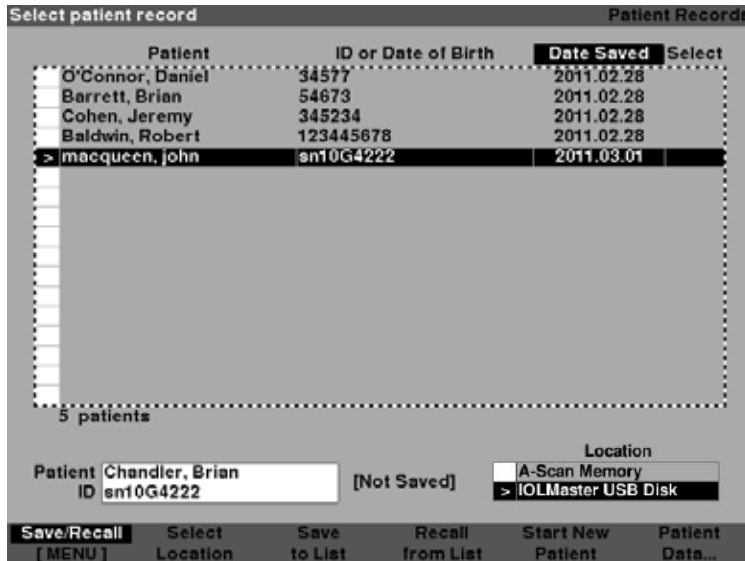 Select patient record Patient Records
Patient ID or Date of Birth Date Saved Select
O'Connor, Daniel 34577 2011.02.28
Barrett, Brian 54673 2011.02.28
Cohen, Jeremy 345234 2011.02.28
Baldwin, Robert 123445678 2011.02.28
> macqueen, john sn10G4222 2011.03.01
5 patients
Location
Patient Chandler, Brian [Not Saved] A-Scan Memory
ID sn10G4222 > IOLMaster USB Disk
Save/Recall Select Save Recall Start New Patient
[ MENU ] Location to List from List Patient Data...